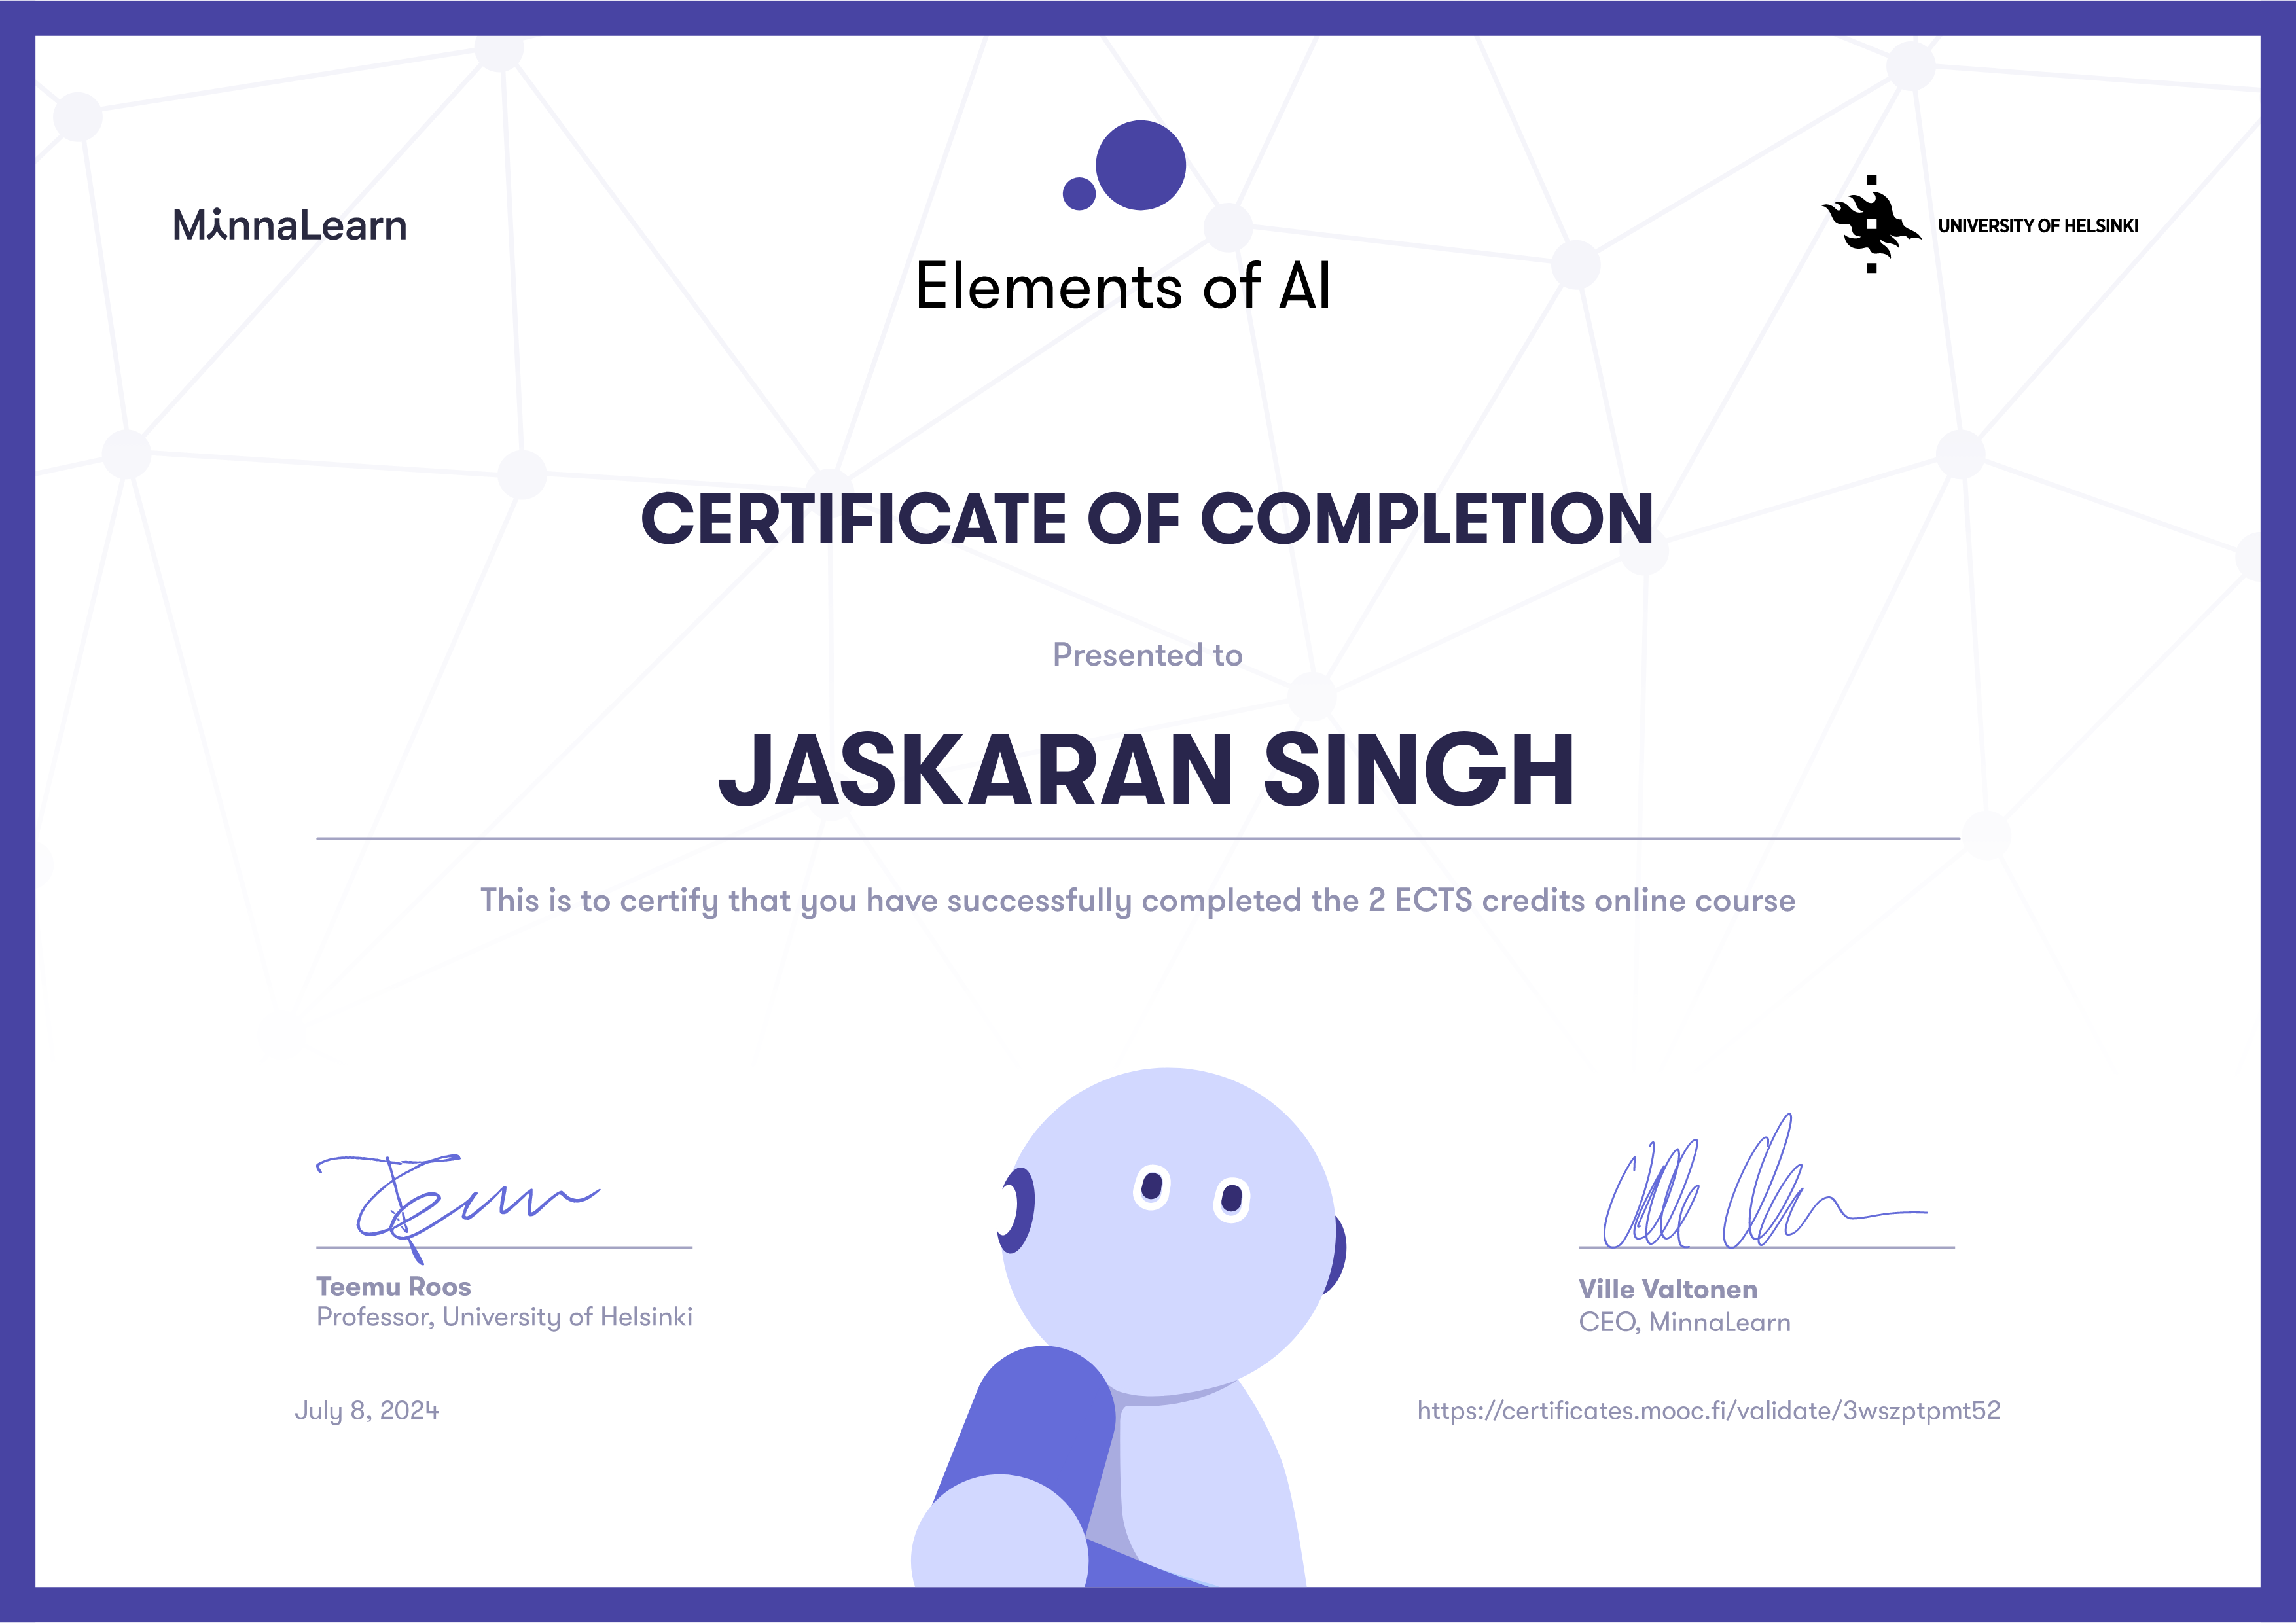 MinnaLearn
Elements of AI
UNIVERSITY OF HELSINKI
CERTIFICATE OF COMPLETION
Presented to
JASKARAN SINGH
This is to certify that you have successfully completed the 2 ECTS credits online course
Teemu Roos
Professor, University of Helsinki
Ville Valtonen
CEO, MinnaLearn
July 8, 2024
https://certificates.mooc.fi/validate/3wszptpmt52